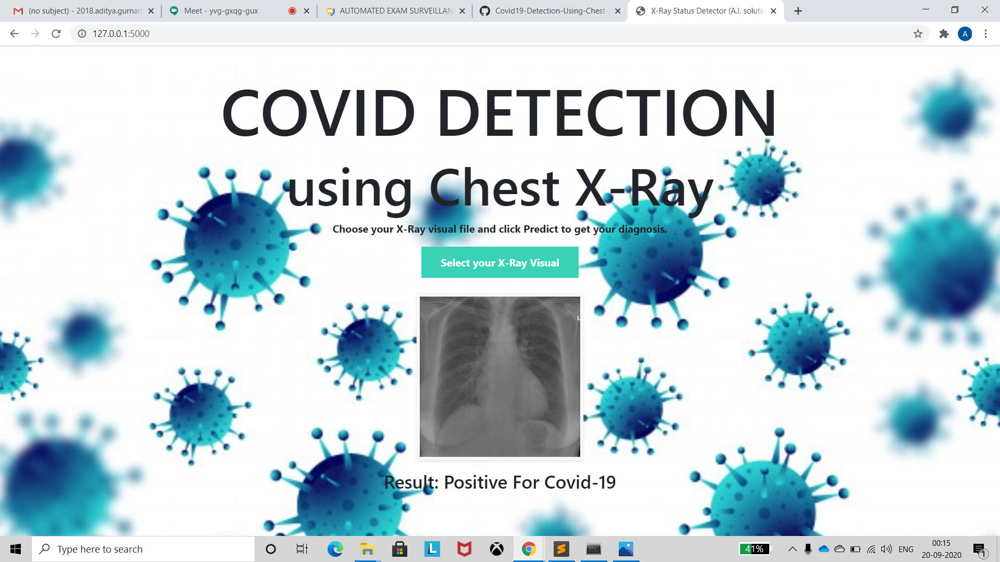 (no subject) - 2018.aditya.gurnan
Meet - yvg-gxqg-gux
AUTOMATED EXAM SURVEILLAN
Covid19-Detection-Using-Chest-
X-Ray Status Detector (A.I. soluti
127.0.0.1:5000
A
COVID DETECTION
using Chest X-Ray
Choose your X-Ray visual file and click Predict to get your diagnosis.
Select your X-Ray Visual
L
Result: Positive For Covid-19
Type here to search
L
41%
ENG
00:15
20-09-2020
1